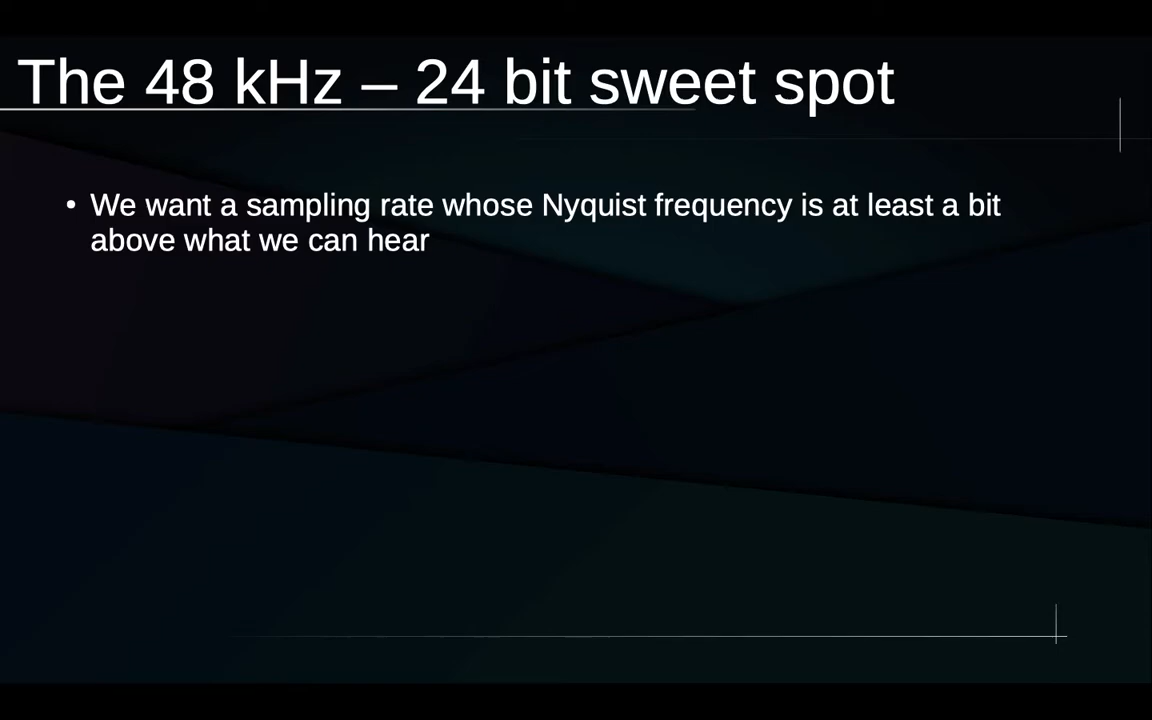 The 48 kHz – 24 bit sweet spot
• We want a sampling rate whose Nyquist frequency is at least a bit
above what we can hear